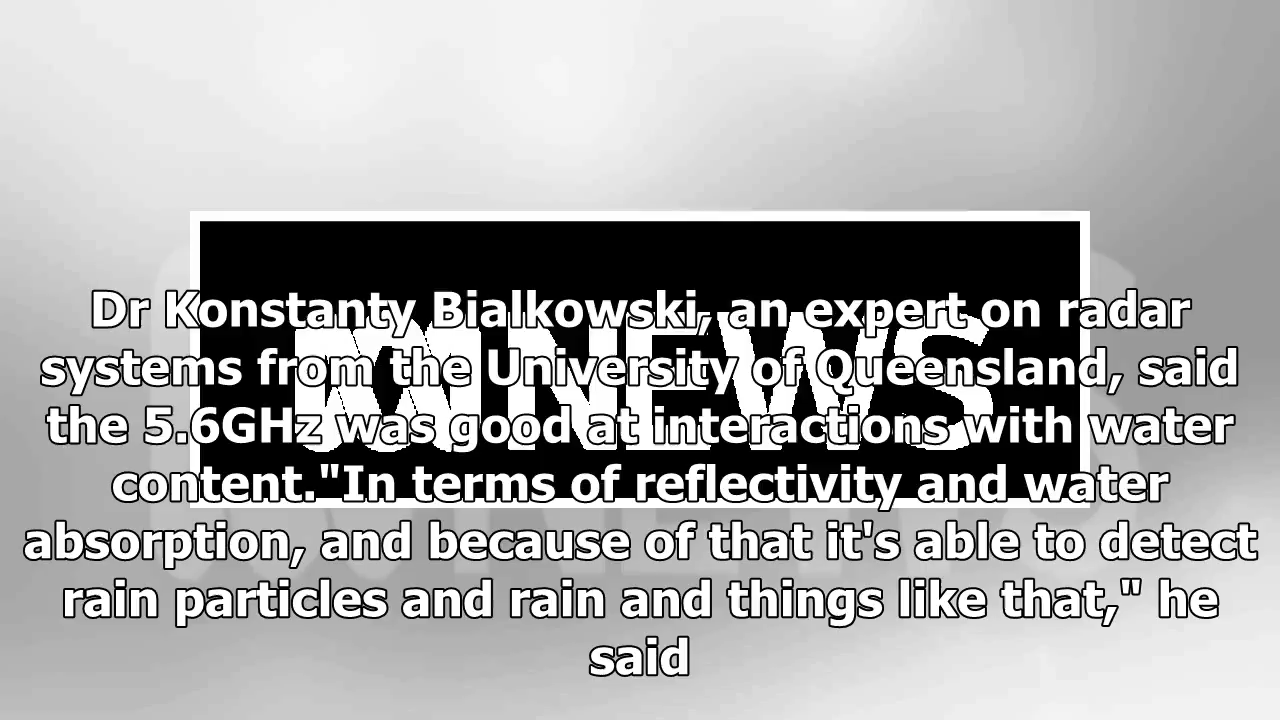 NEWS
Dr Konstanty Bialkowski, an expert on radar
systems from the University of Queensland, said
the 5.6GHz was good at interactions with water
content."In terms of reflectivity and water
absorption, and because of that it's able to detect
rain particles and rain and things like that," he
said